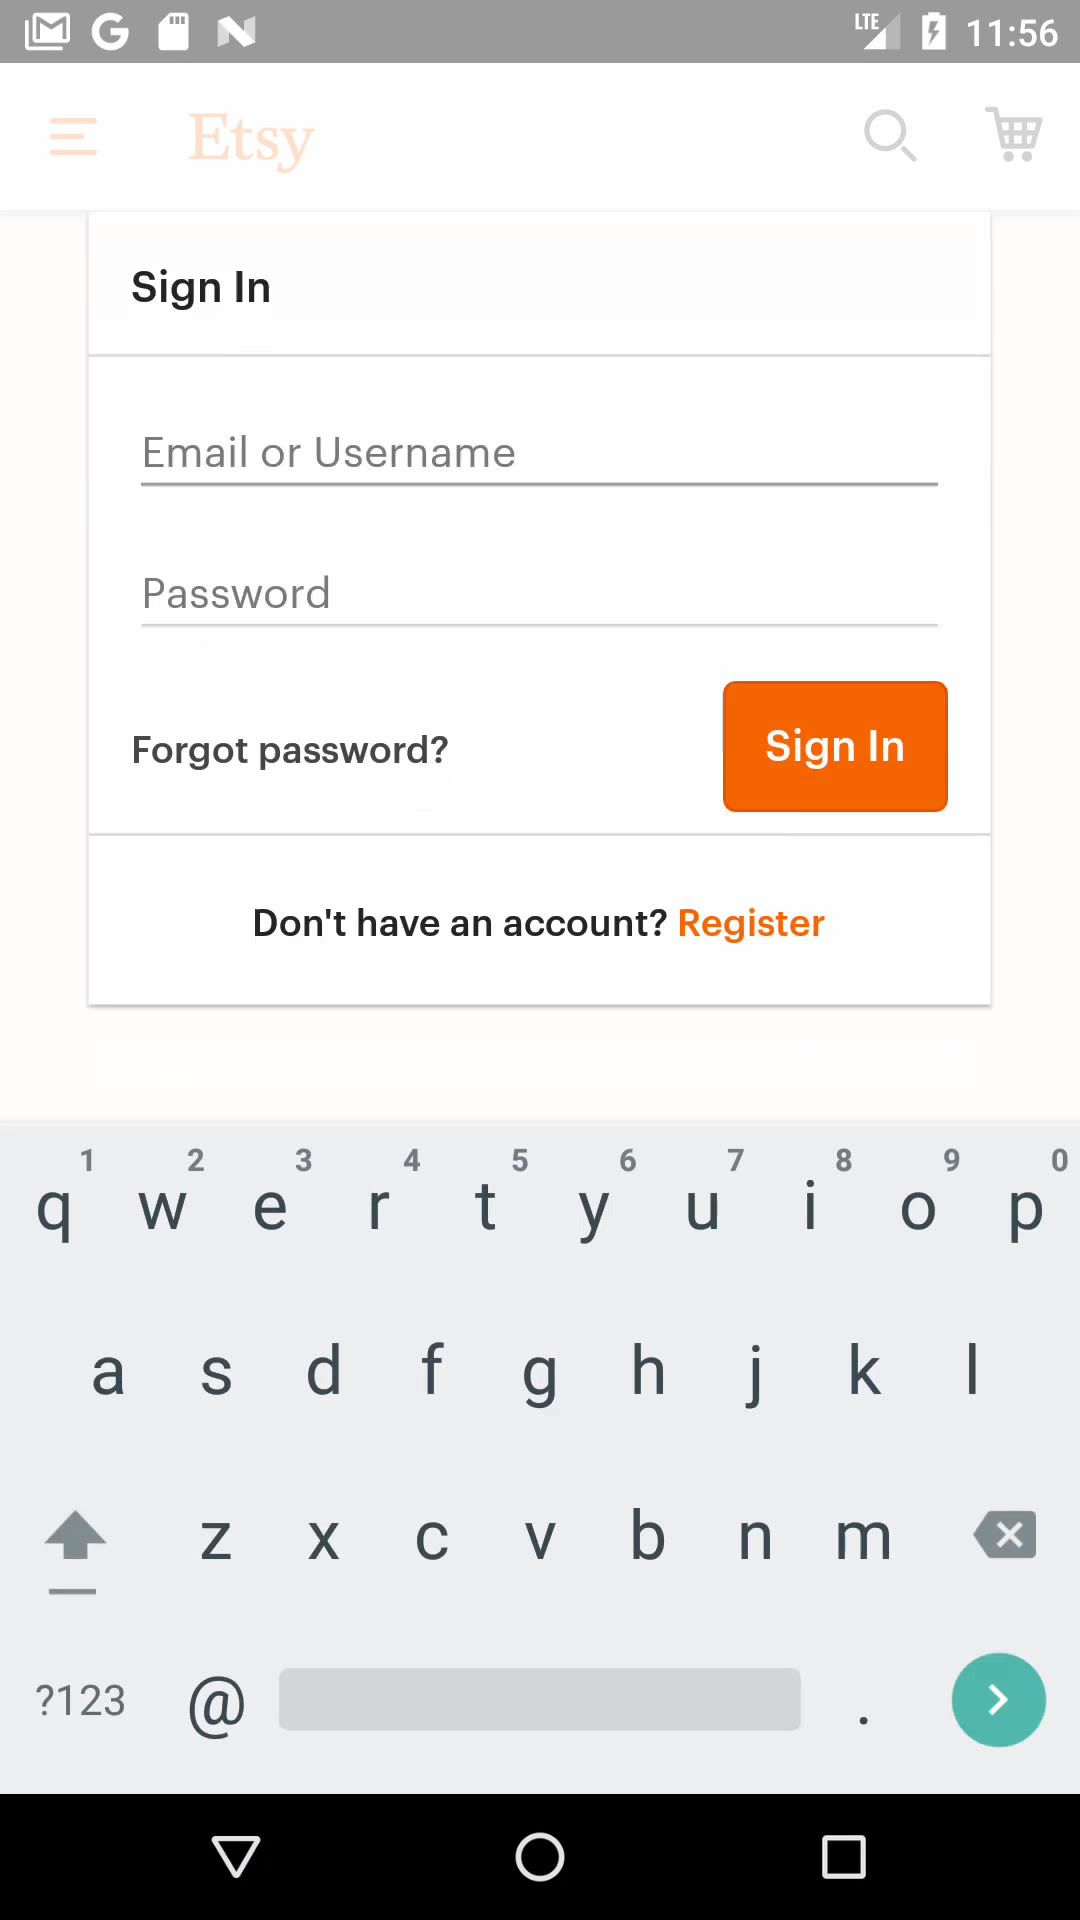 LTE 11:56
Etsy
Sign In
Email or Username
Password
Forgot password? Sign In
Don't have an account? Register
1 2 3 4 5 6 7 8 9 0
q w e r t y u i o p
a s d f g h j k l
z x c v b n m
?123 @ .